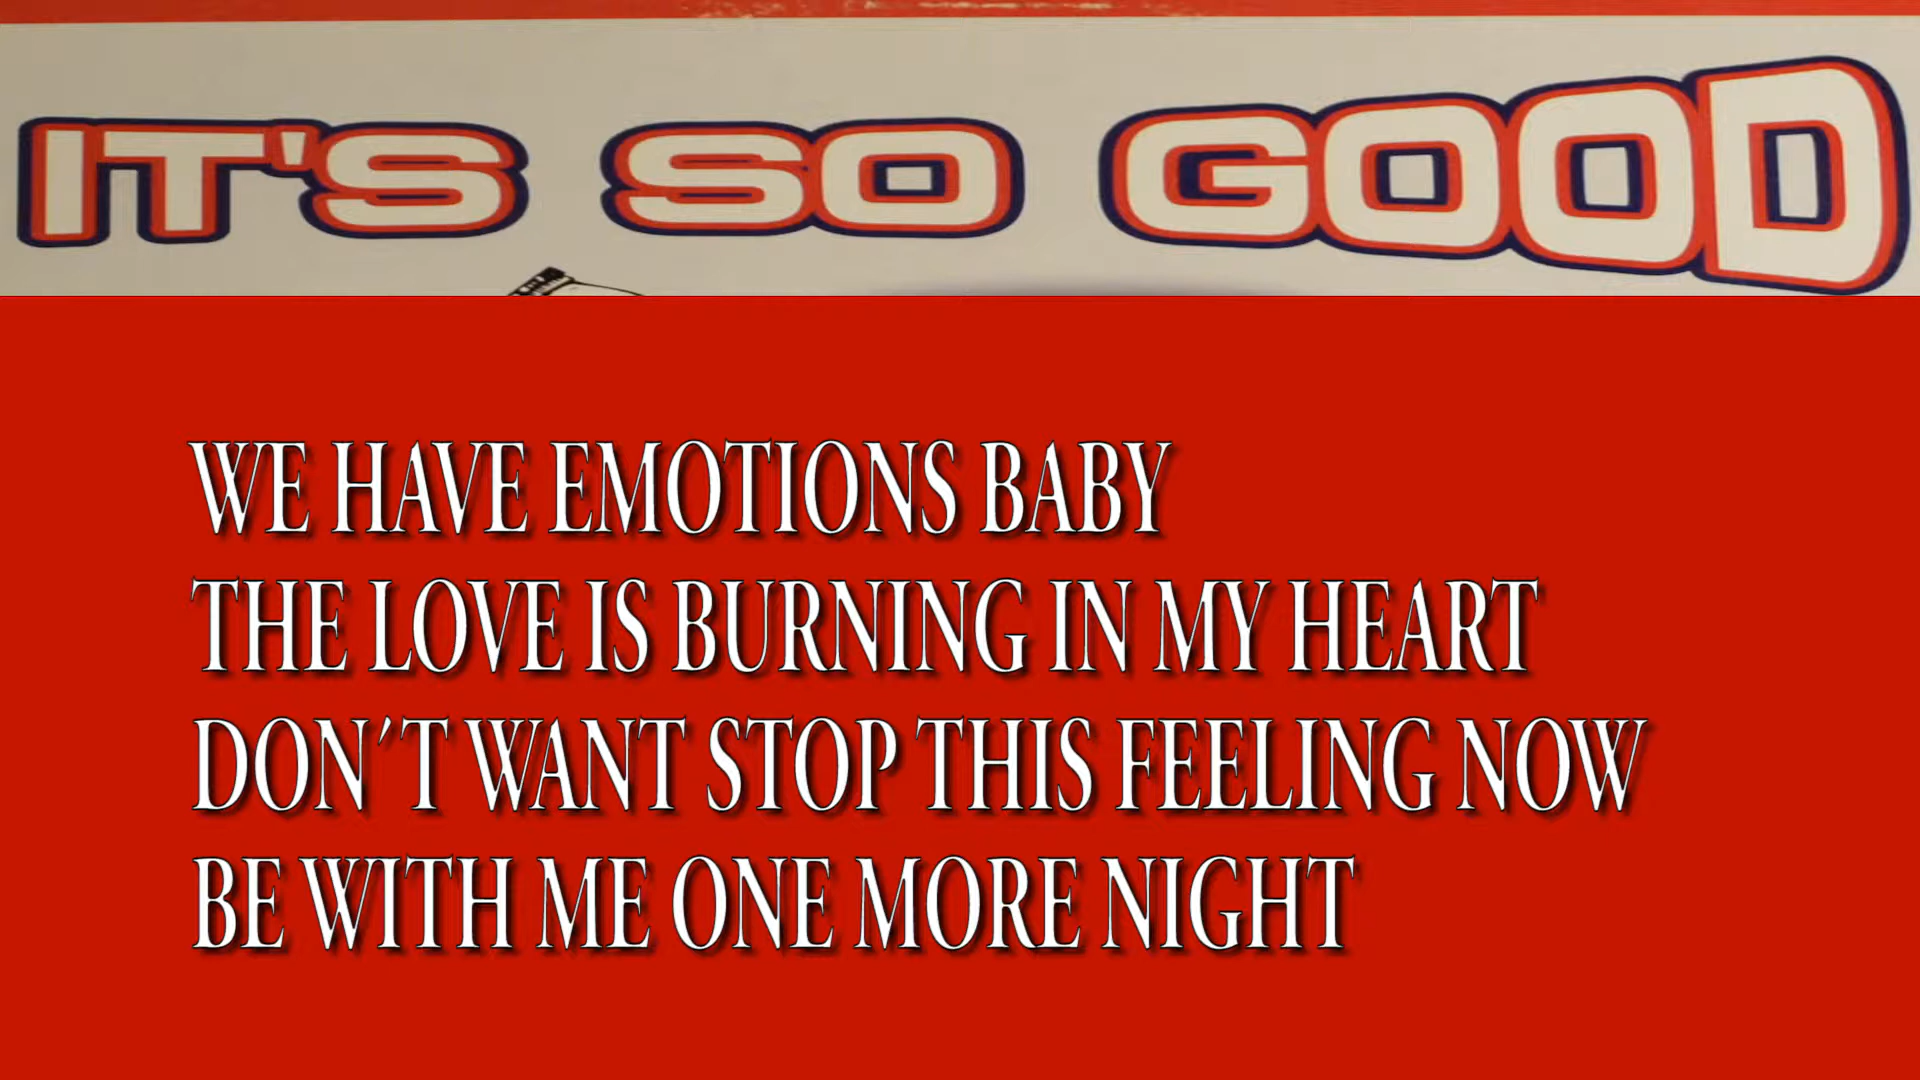 IT'S SO GOOD
WE HAVE EMOTIONS BABY
THE LOVE IS BURNING IN MY HEART
DON´T WANT STOP THIS FEELING NOW
BE WITH ME ONE MORE NIGHT